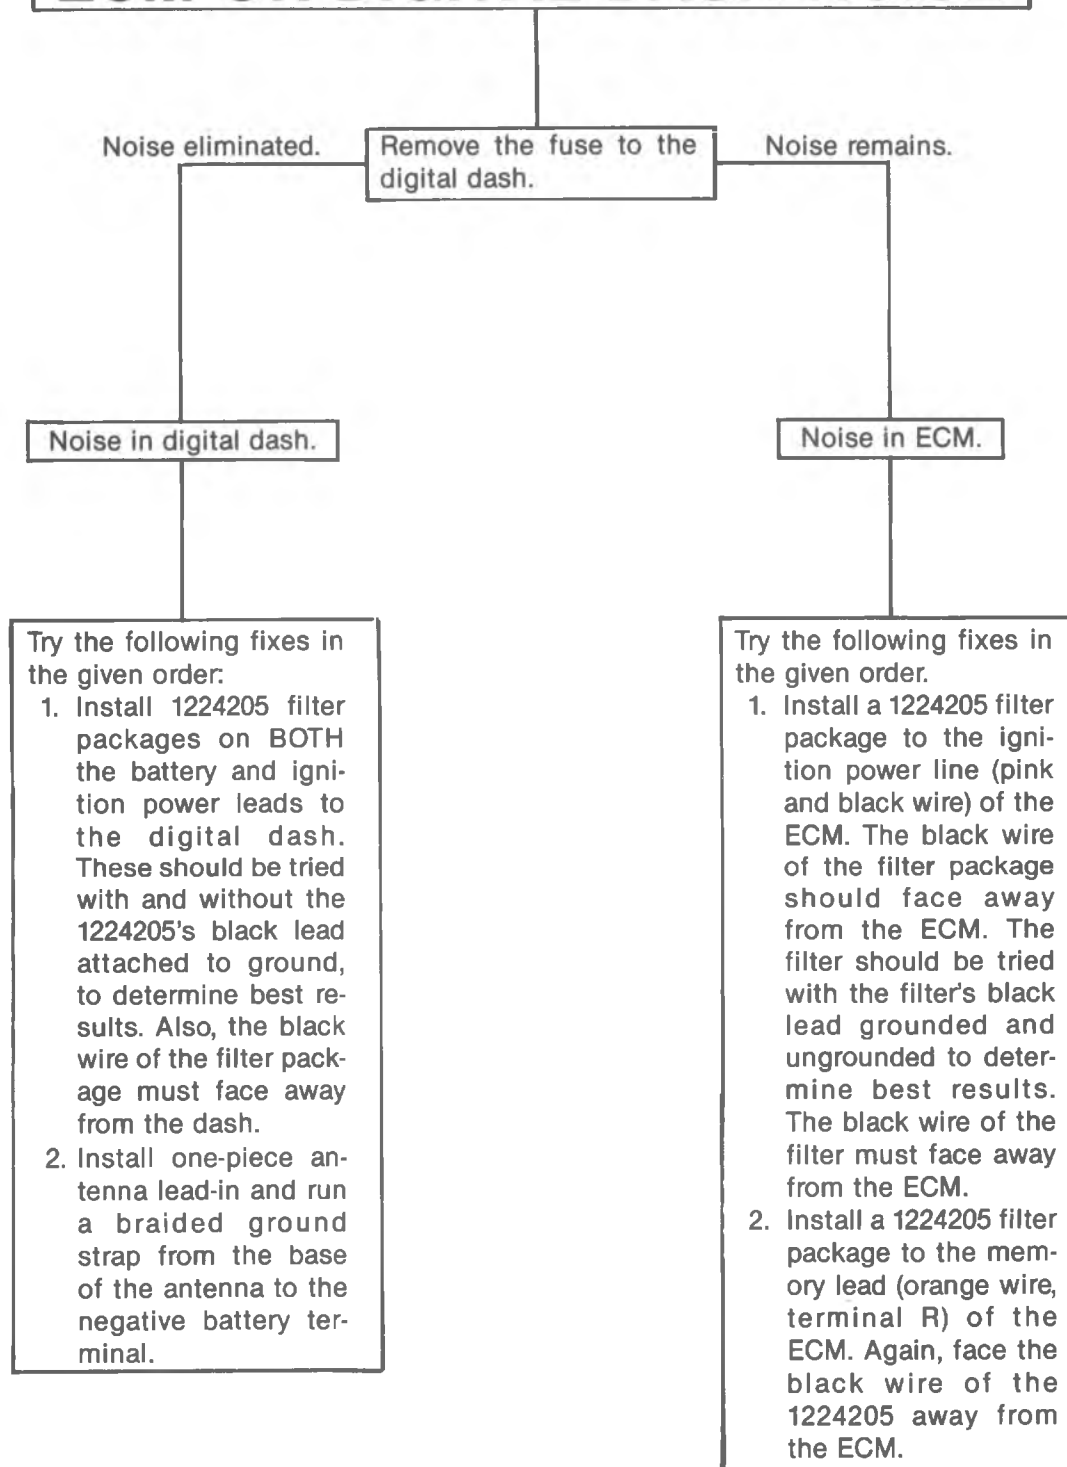 Noise eliminated.
Remove the fuse to the
digital dash.
Noise remains.
Noise in digital dash.
Noise in ECM.
Try the following fixes in
the given order:
1. Install 1224205 filter
packages on BOTH
the battery and igni-
tion power leads to
the digital dash.
These should be tried
with and without the
1224205's black lead
attached to ground,
to determine best re-
sults. Also, the black
wire of the filter pack-
age must face away
from the dash.
2. Install one-piece an-
tenna lead-in and run
a braided ground
strap from the base
of the antenna to the
negative battery ter-
minal.
Try the following fixes in
the given order.
1. Install a 1224205 filter
package to the igni-
tion power line (pink
and black wire) of the
ECM. The black wire
of the filter package
should face away
from the ECM. The
filter should be tried
with the filter's black
lead grounded and
ungrounded to deter-
mine best results.
The black wire of the
filter must face away
from the ECM.
2. Install a 1224205 filter
package to the mem-
ory lead (orange wire,
terminal R) of the
ECM. Again, face the
black wire of the
1224205 away from
the ECM.